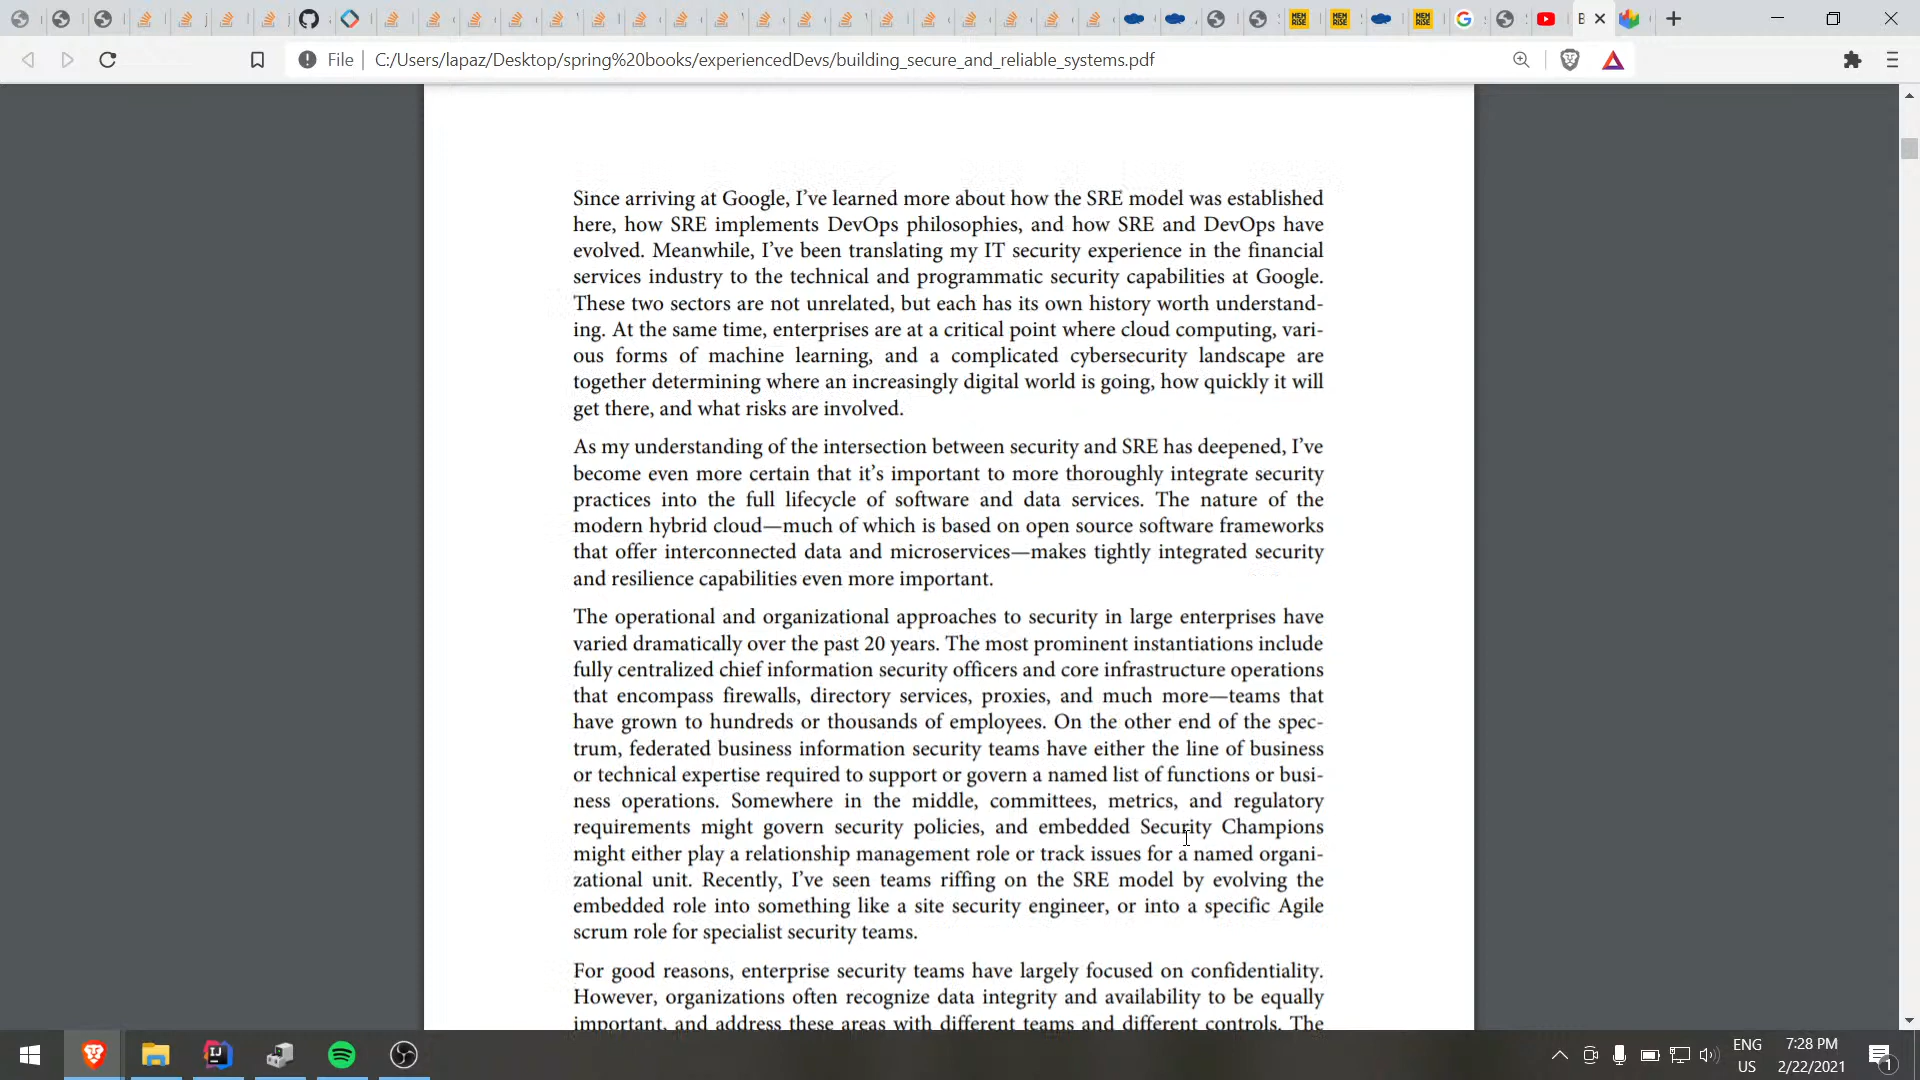 B
File
C:/Users/lapaz/Desktop/spring%20books/experiencedDevs/building_secure_and_reliable_systems.pdf
Since arriving at Google, I've learned more about how the SRE model was established
here, how SRE implements DevOps philosophies, and how SRE and DevOps have
evolved. Meanwhile, I've been translating my IT security experience in the financial
services industry to the technical and programmatic security capabilities at Google.
These two sectors are not unrelated, but each has its own history worth understand-
ing. At the same time, enterprises are at a critical point where cloud computing, vari-
ous forms of machine learning, and a complicated cybersecurity landscape are
together determining where an increasingly digital world is going, how quickly it will
get there, and what risks are involved.
As my understanding of the intersection between security and SRE has deepened, I've
become even more certain that it's important to more thoroughly integrate security
practices into the full lifecycle of software and data services. The nature of the
modern hybrid cloud—much of which is based on open source software frameworks
that offer interconnected data and microservices—makes tightly integrated security
and resilience capabilities even more important.
The operational and organizational approaches to security in large enterprises have
varied dramatically over the past 20 years. The most prominent instantiations include
fully centralized chief information security officers and core infrastructure operations
that encompass firewalls, directory services, proxies, and much more—teams that
have grown to hundreds or thousands of employees. On the other end of the spec-
trum, federated business information security teams have either the line of business
or technical expertise required to support or govern a named list of functions or busi-
ness operations. Somewhere in the middle, committees, metrics, and regulatory
requirements might govern security policies, and embedded Security Champions
might either play a relationship management role or track issues for a named organi-
zational unit. Recently, I've seen teams riffing on the SRE model by evolving the
embedded role into something like a site security engineer, or into a specific Agile
scrum role for specialist security teams.
For good reasons, enterprise security teams have largely focused on confidentiality.
However, organizations often recognize data integrity and availability to be equally
important, and address these areas with different teams and different controls. The
ENG
US
7:28 PM
2/22/2021
1